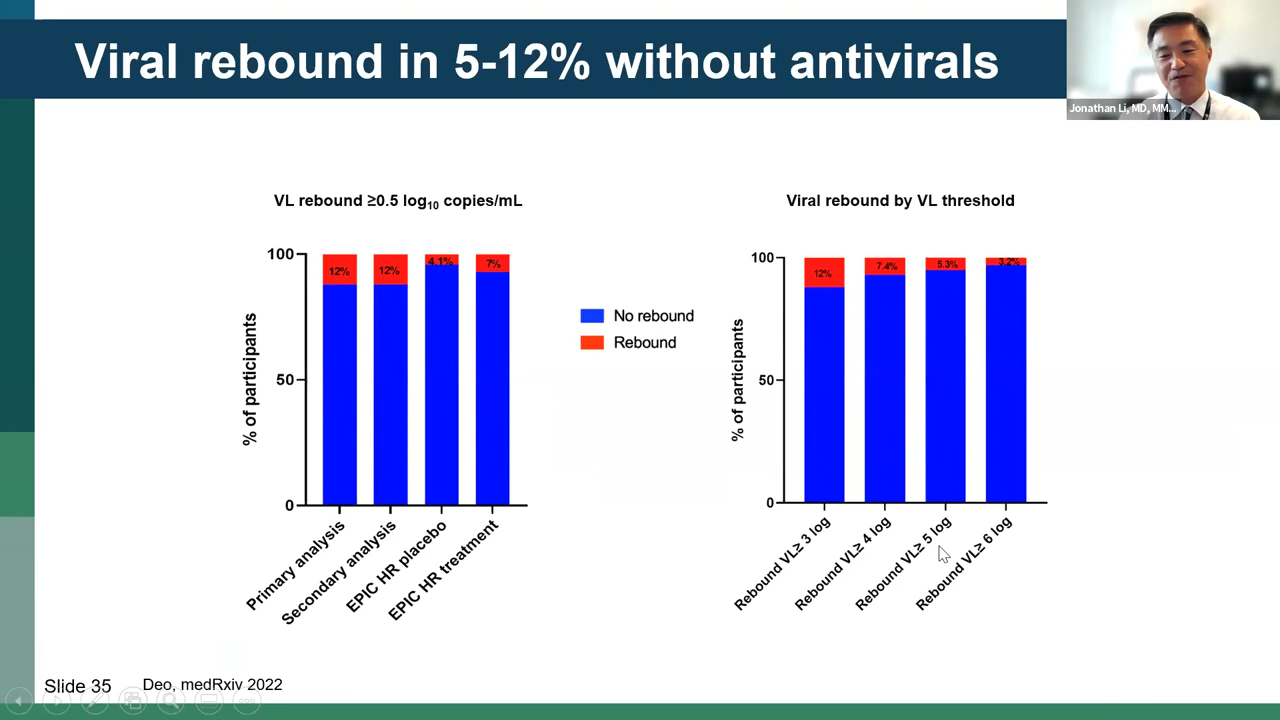 Viral rebound in 5-12% without antivirals
Jonathan Li, MD, MM...
VL rebound ≥0.5 log10 copies/mL
100
50
0
% of participants
12%
12%
4.1%
7%
Primary analysis
Secondary analysis
EPIC HR placebo
EPIC HR treatment
No rebound
Rebound
Viral rebound by VL threshold
100
50
0
% of participants
12%
7.4%
5.3%
3.2%
Rebound VL≥ 3 log
Rebound VL≥ 4 log
Rebound VL≥ 5 log
Rebound VL≥ 6 log
Slide 35
Deo, medRxiv 2022